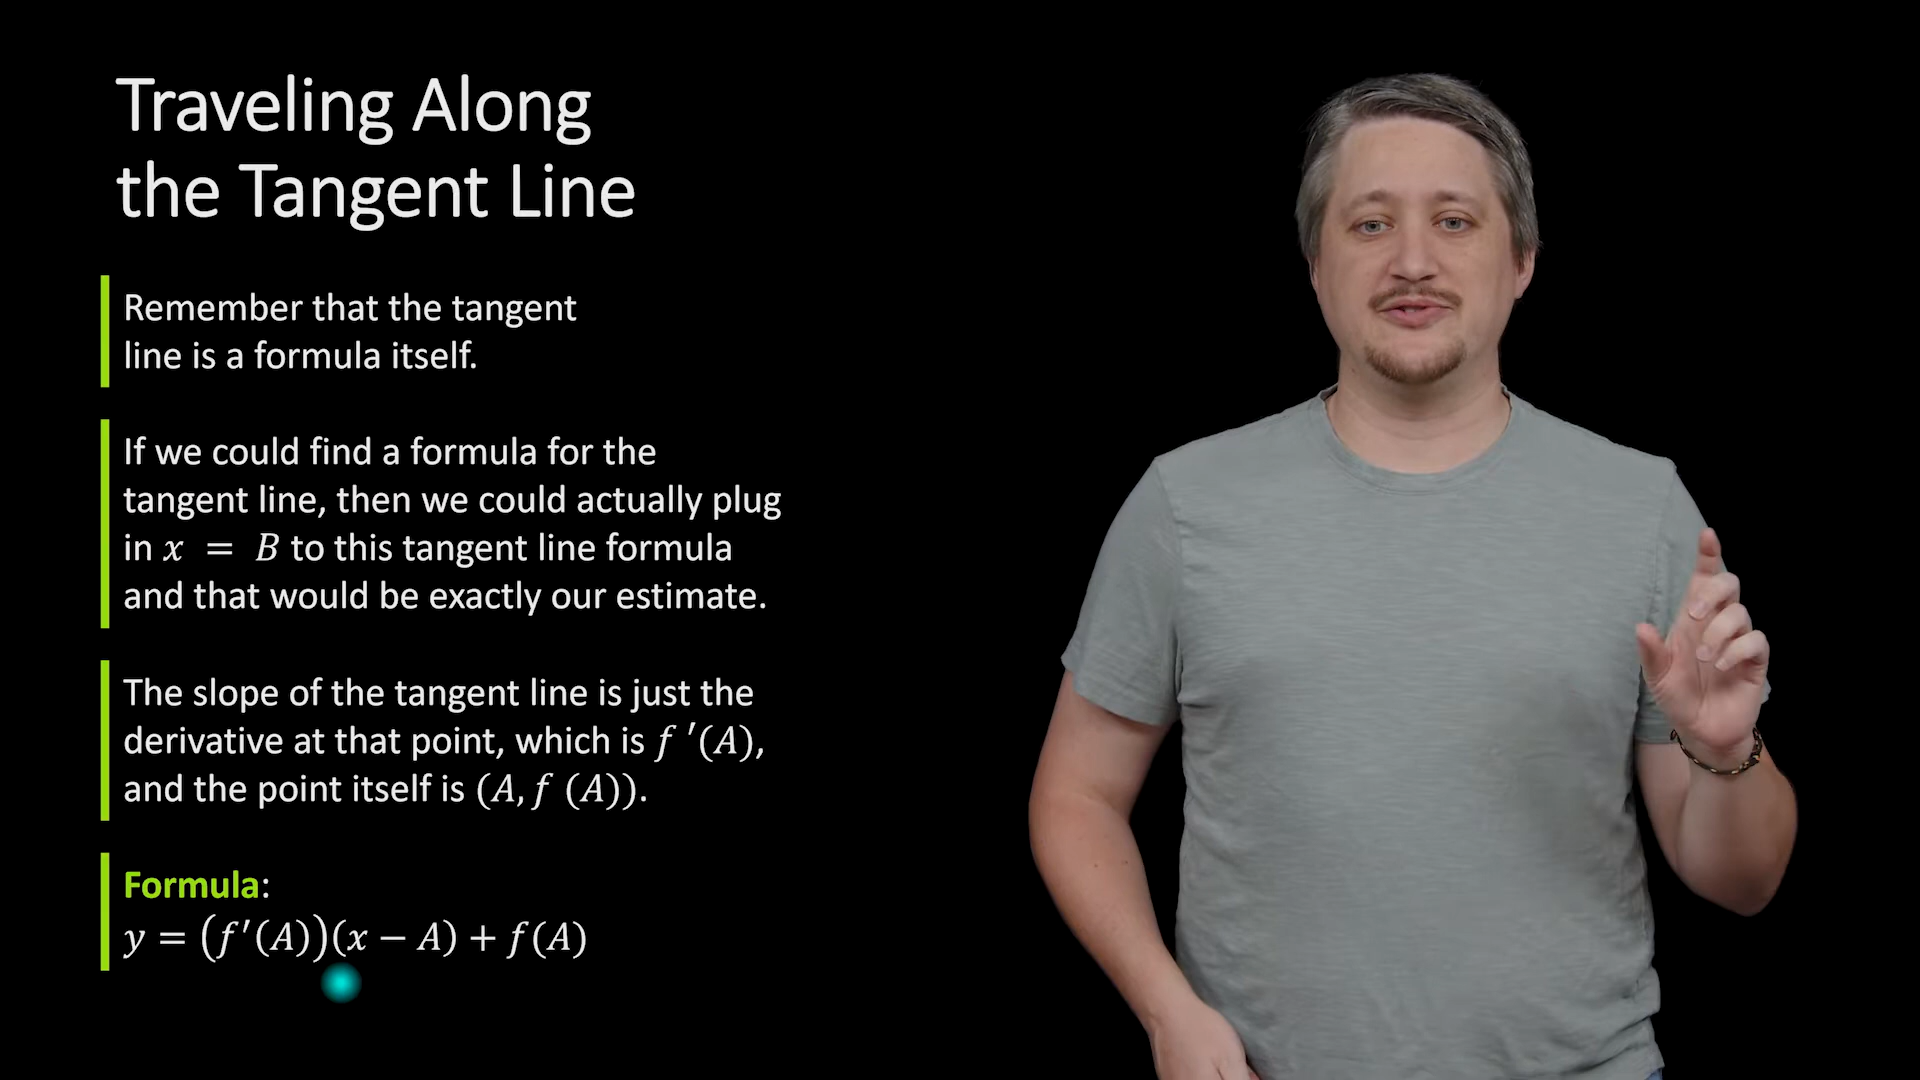 Traveling Along
the Tangent Line
Remember that the tangent
line is a formula itself.
If we could find a formula for the
tangent line, then we could actually plug
in x = B to this tangent line formula
and that would be exactly our estimate.
The slope of the tangent line is just the
derivative at that point, which is f ′(A),
and the point itself is (A, f (A)).
Formula:
y = (f′(A))(x − A) + f(A)